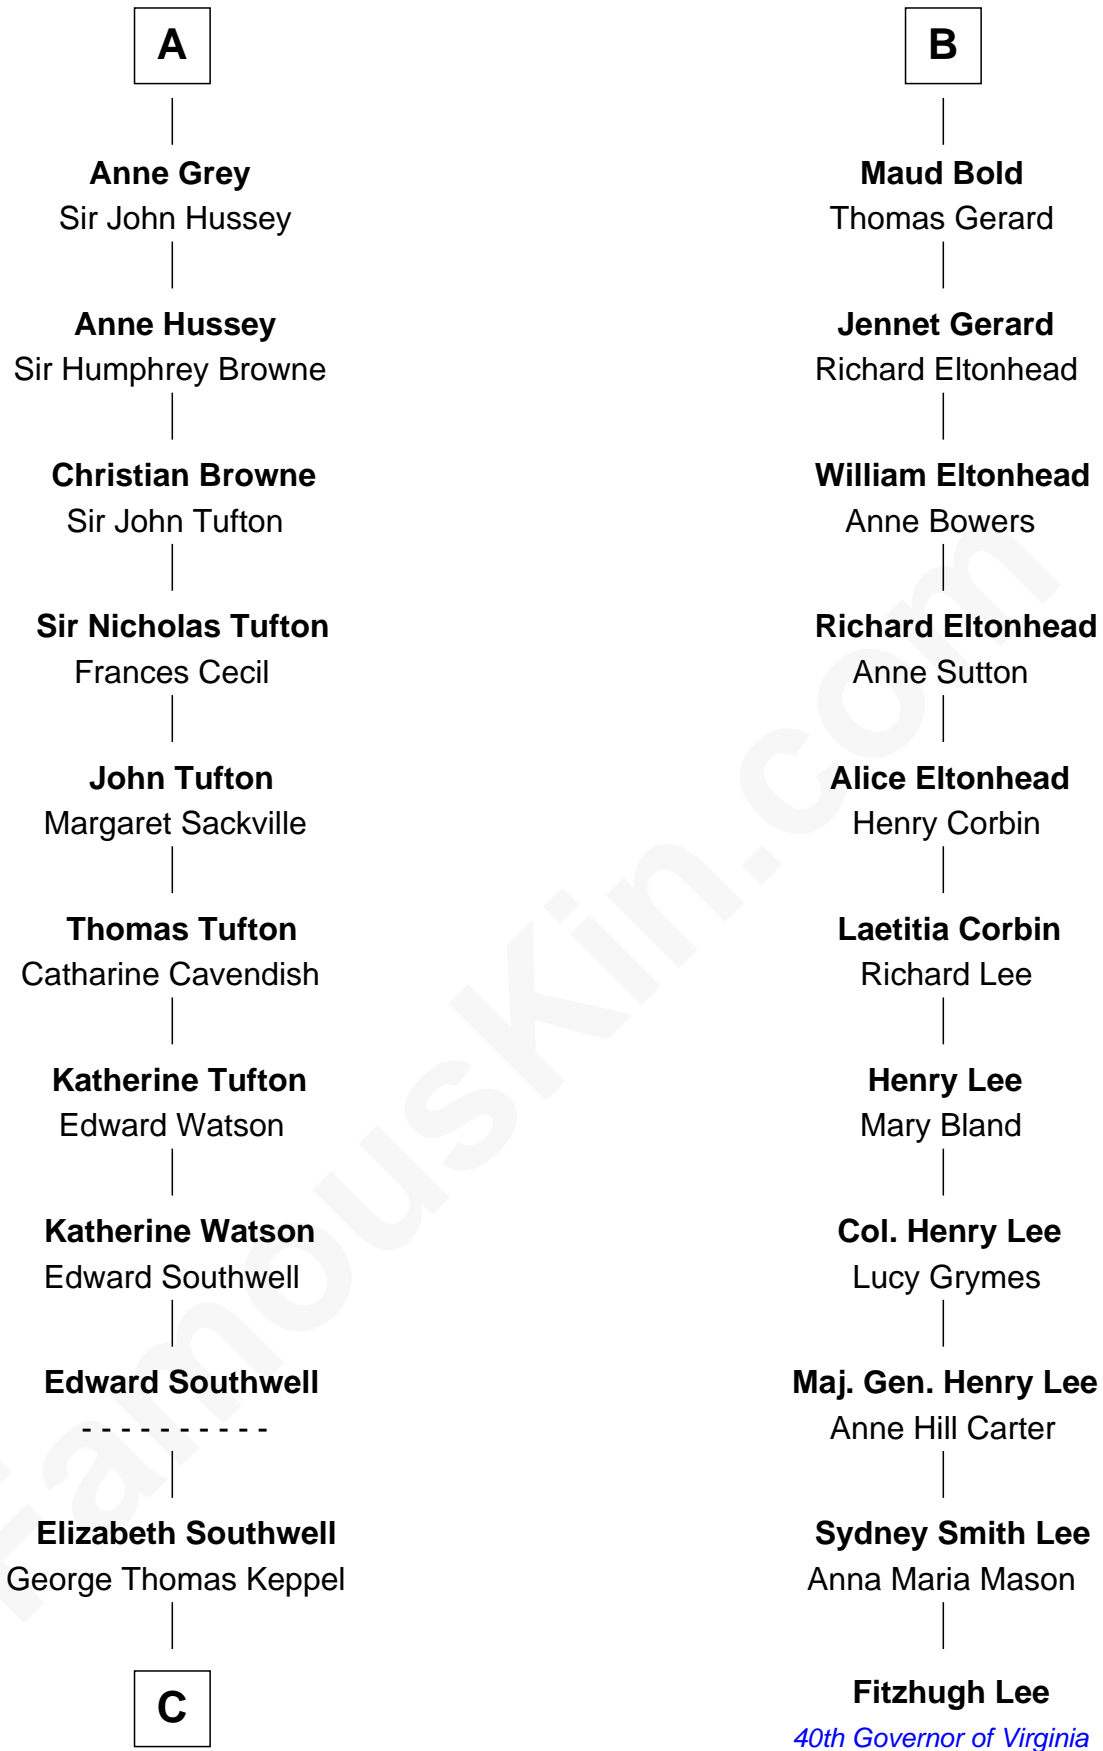 A
Anne Grey
Sir John Hussey
Anne Hussey
Sir Humphrey Browne
Christian Browne
Sir John Tufton
Sir Nicholas Tufton
Frances Cecil
John Tufton
Margaret Sackville
Thomas Tufton
Catharine Cavendish
Katherine Tufton
Edward Watson
Katherine Watson
Edward Southwell
Edward Southwell
- - - - - - - - - -
Elizabeth Southwell
George Thomas Keppel
C
B
Maud Bold
Thomas Gerard
Jennet Gerard
Richard Eltonhead
William Eltonhead
Anne Bowers
Richard Eltonhead
Anne Sutton
Alice Eltonhead
Henry Corbin
Laetitia Corbin
Richard Lee
Henry Lee
Mary Bland
Col. Henry Lee
Lucy Grymes
Maj. Gen. Henry Lee
Anne Hill Carter
Sydney Smith Lee
Anna Maria Mason
Fitzhugh Lee
40th Governor of Virginia
FamousKin.com